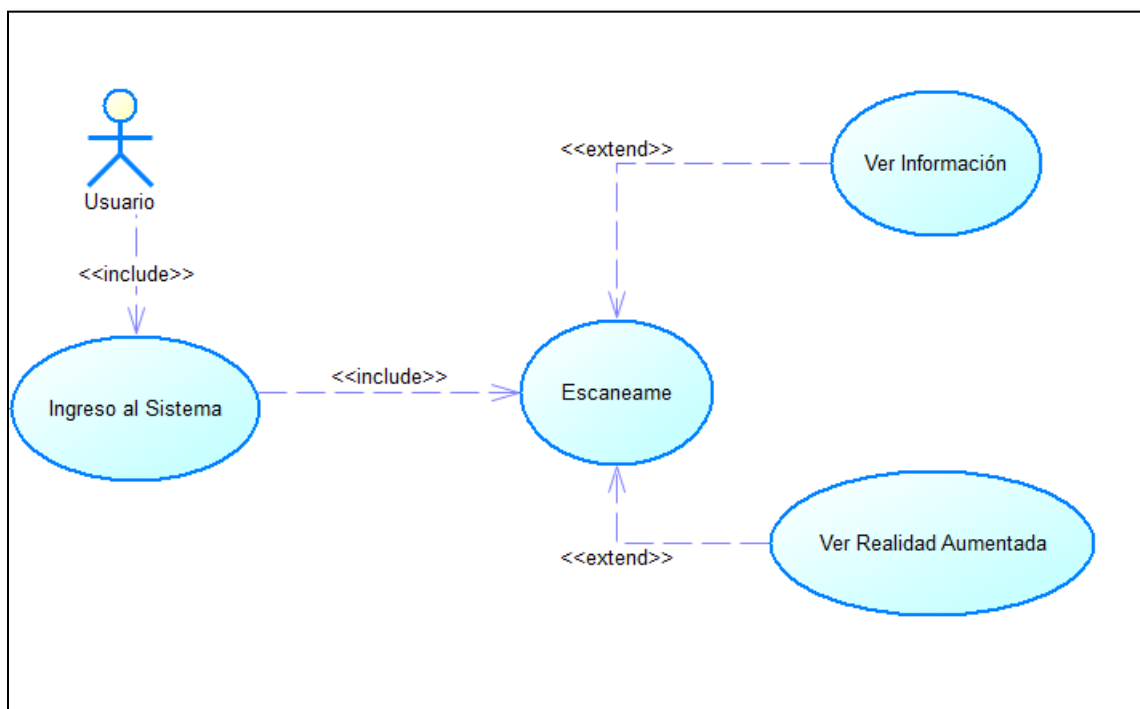 <<extend>>
Ver Información
Usuario
<<include>>
<<include>>
Escaneame
Ingreso al Sistema
Ver Realidad Aumentada
<<extend>>